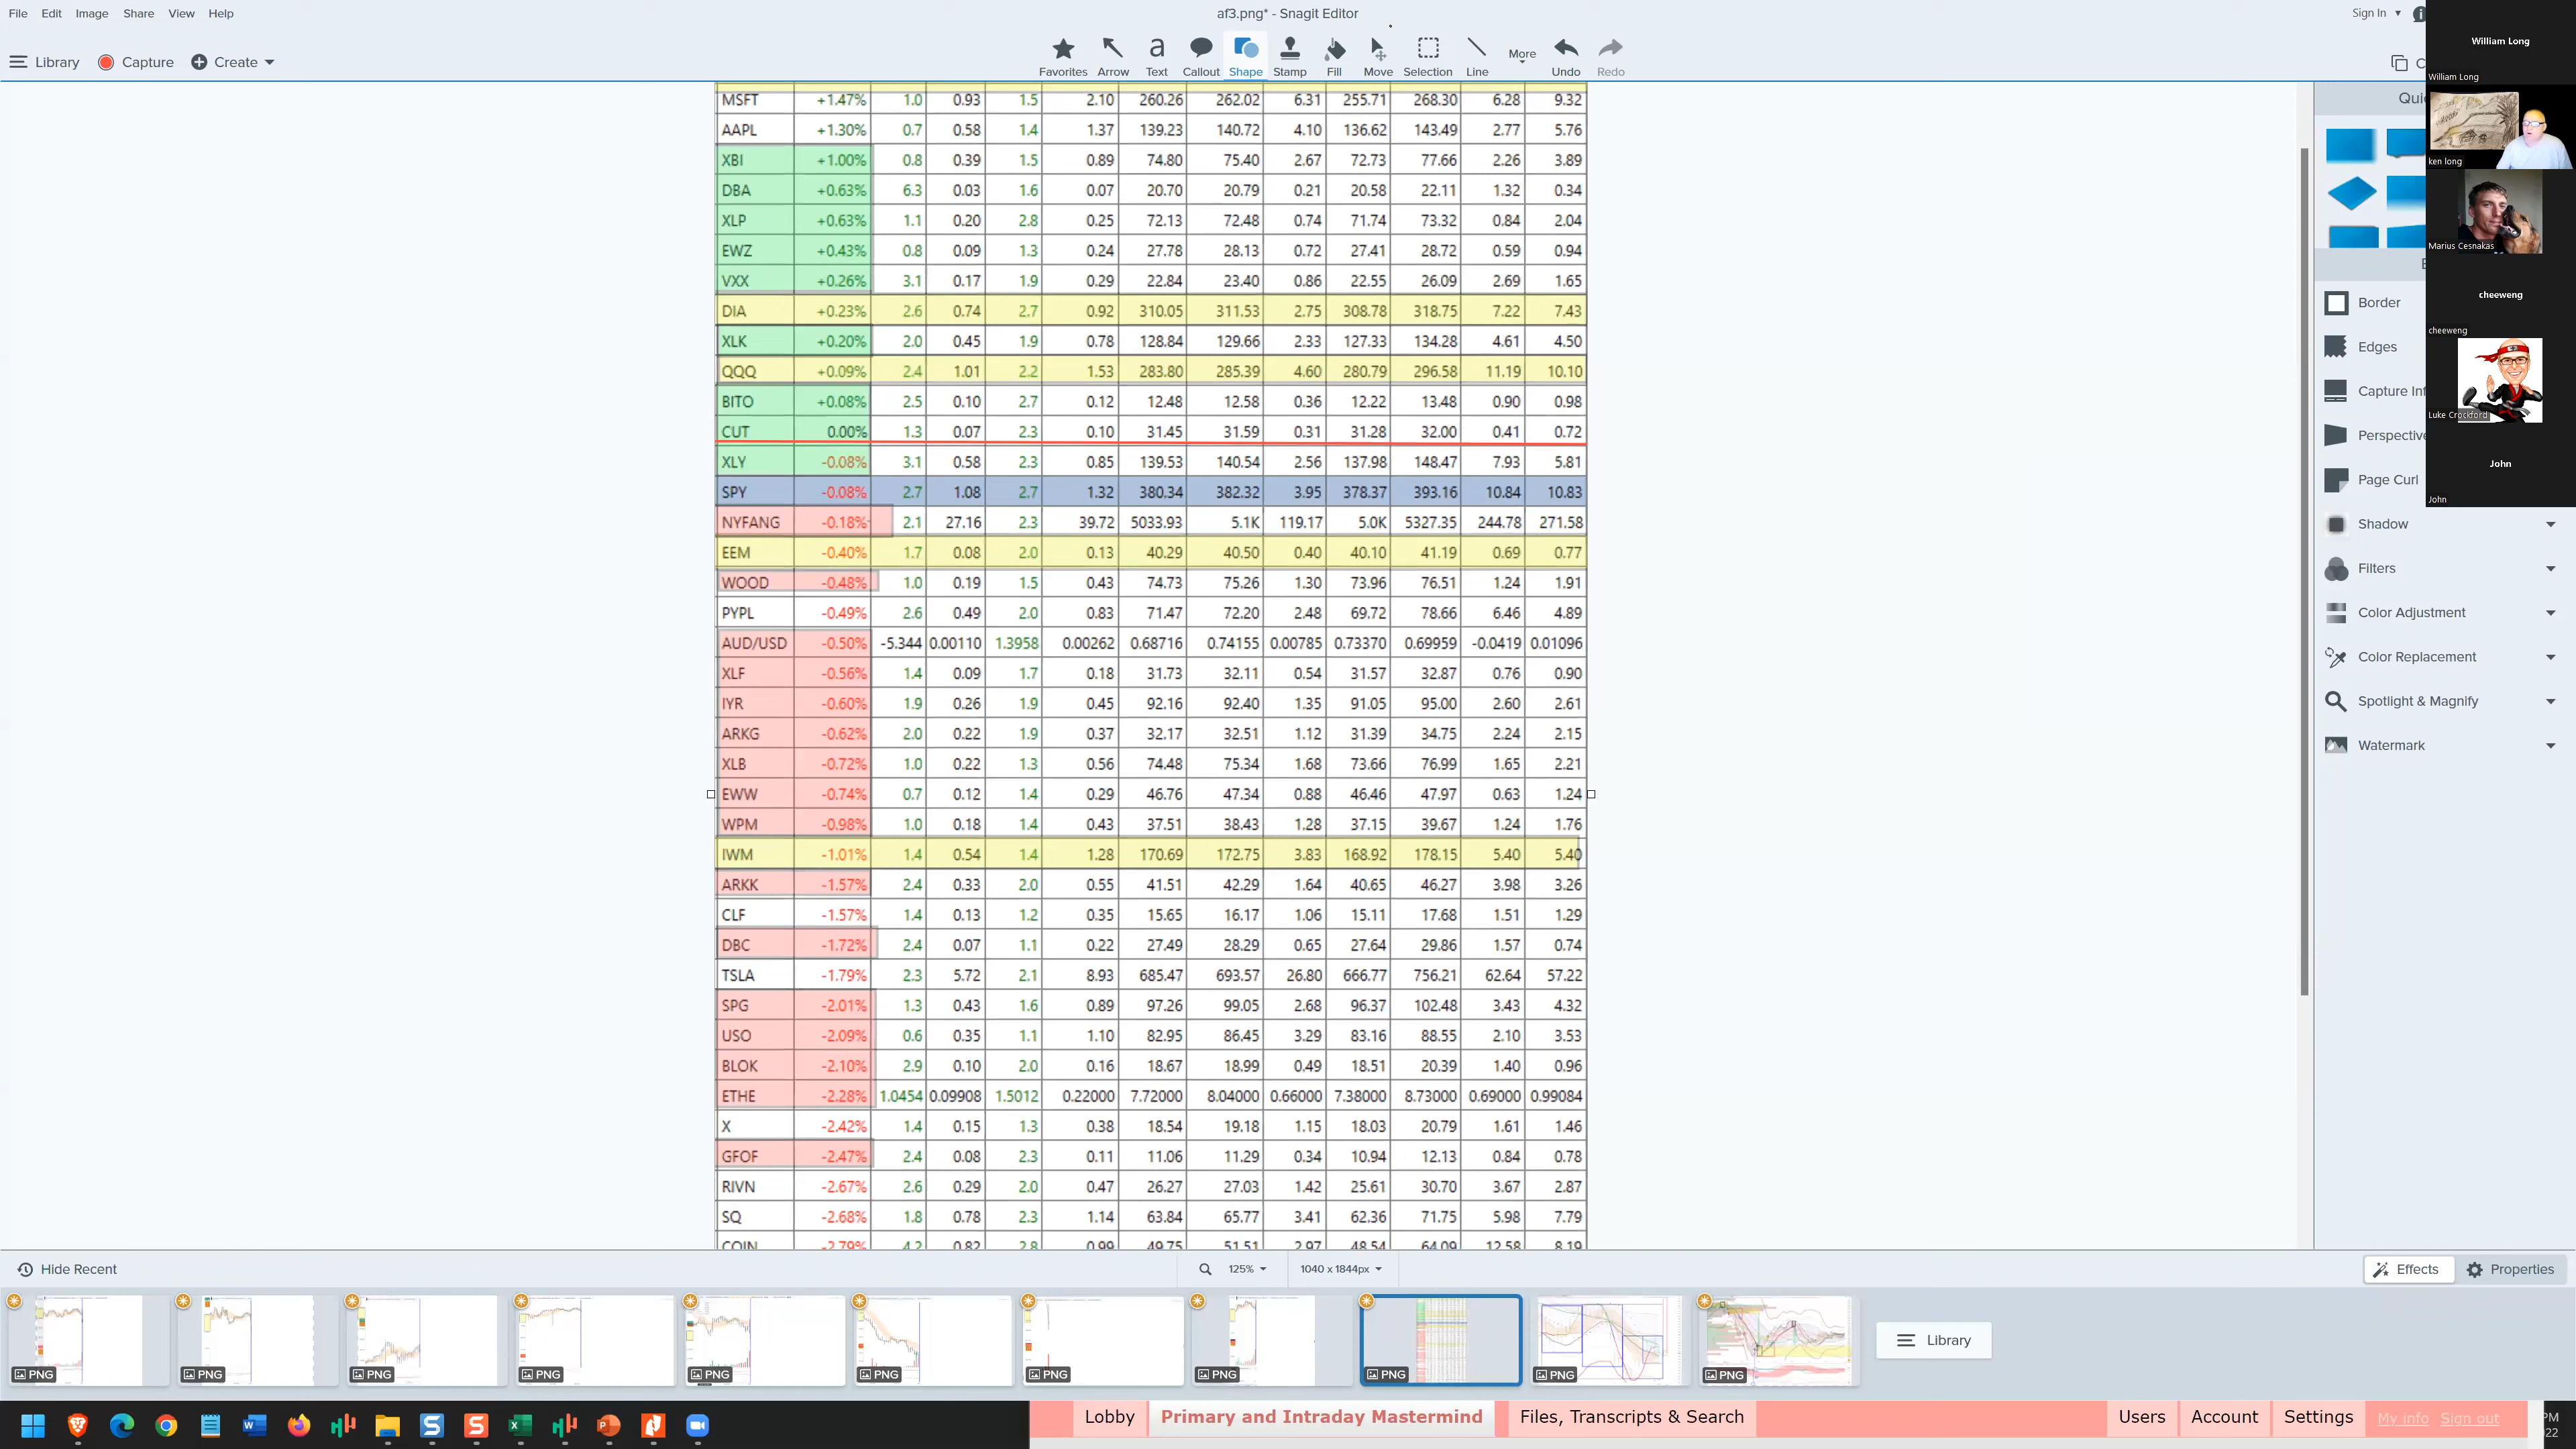 af3.png* - Snagit Editor
File Edit Image Share View Help
Sign In
Library Capture Create
Favorites Arrow Text Callout Shape Stamp Fill Move Selection Line More Undo Redo
MSFT +1.47% 1.0 0.93 1.5 2.10 260.26 262.02 6.31 255.71 268.30 6.28 9.32
AAPL +1.30% 0.7 0.58 1.4 1.37 139.23 140.72 4.10 136.62 143.49 2.77 5.76
XBI +1.00% 0.8 0.39 1.5 0.89 74.80 75.40 2.67 72.73 77.66 2.26 3.89
DBA +0.63% 6.3 0.03 1.6 0.07 20.70 20.79 0.21 20.58 22.11 1.32 0.34
XLP +0.63% 1.1 0.20 2.8 0.25 72.13 72.48 0.74 71.74 73.32 0.84 2.04
EWZ +0.43% 0.8 0.09 1.3 0.24 27.78 28.13 0.72 27.41 28.72 0.59 0.94
VXX +0.26% 3.1 0.17 1.9 0.29 22.84 23.40 0.86 22.55 26.09 2.69 1.65
DIA +0.23% 2.6 0.74 2.7 0.92 310.05 311.53 2.75 308.78 318.75 7.22 7.43
XLK +0.20% 2.0 0.45 1.9 0.78 128.84 129.66 2.33 127.33 134.28 4.61 4.50
QQQ +0.09% 2.4 1.01 2.2 1.53 283.80 285.39 4.60 280.79 296.58 11.19 10.10
BITO +0.08% 2.5 0.10 2.7 0.12 12.48 12.58 0.36 12.22 13.48 0.90 0.98
CUT 0.00% 1.3 0.07 2.3 0.10 31.45 31.59 0.31 31.28 32.00 0.41 0.72
XLY -0.08% 3.1 0.58 2.3 0.85 139.53 140.54 2.56 137.98 148.47 7.93 5.81
SPY -0.08% 2.7 1.08 2.7 1.32 380.34 382.32 3.95 378.37 393.16 10.84 10.83
NYFANG -0.18% 2.1 27.16 2.3 39.72 5033.93 5.1K 119.17 5.0K 5327.35 244.78 271.58
EEM -0.40% 1.7 0.08 2.0 0.13 40.29 40.50 0.40 40.10 41.19 0.69 0.77
WOOD -0.48% 1.0 0.19 1.5 0.43 74.73 75.26 1.30 73.96 76.51 1.24 1.91
PYPL -0.49% 2.6 0.49 2.0 0.83 71.47 72.20 2.48 69.72 78.66 6.46 4.89
AUD/USD -0.50% -5.344 0.00110 1.3958 0.00262 0.68716 0.74155 0.00785 0.73370 0.69959 -0.0419 0.01096
XLF -0.56% 1.4 0.09 1.7 0.18 31.73 32.11 0.54 31.57 32.87 0.76 0.90
IYR -0.60% 1.9 0.26 1.9 0.45 92.16 92.40 1.35 91.05 95.00 2.60 2.61
ARKG -0.62% 2.0 0.22 1.9 0.37 32.17 32.51 1.12 31.39 34.75 2.24 2.15
XLB -0.72% 1.0 0.22 1.3 0.56 74.48 75.34 1.68 73.66 76.99 1.65 2.21
EWW -0.74% 0.7 0.12 1.4 0.29 46.76 47.34 0.88 46.46 47.97 0.63 1.24
WPM -0.98% 1.0 0.18 1.4 0.43 37.51 38.43 1.28 37.15 39.67 1.24 1.76
IWM -1.01% 1.4 0.54 1.4 1.28 170.69 172.75 3.83 168.92 178.15 5.40 5.40
ARKK -1.57% 2.4 0.33 2.0 0.55 41.51 42.29 1.64 40.65 46.27 3.98 3.26
CLF -1.57% 1.4 0.13 1.2 0.35 15.65 16.17 1.06 15.11 17.68 1.51 1.29
DBC -1.72% 2.4 0.07 1.1 0.22 27.49 28.29 0.65 27.64 29.86 1.57 0.74
TSLA -1.79% 2.3 5.72 2.1 8.93 685.47 693.57 26.80 666.77 756.21 62.64 57.22
SPG -2.01% 1.3 0.43 1.6 0.89 97.26 99.05 2.68 96.37 102.48 3.43 4.32
USO -2.09% 0.6 0.35 1.1 1.10 82.95 86.45 3.29 83.16 88.55 2.10 3.53
BLOK -2.10% 2.9 0.10 2.0 0.16 18.67 18.99 0.49 18.51 20.39 1.40 0.96
ETHE -2.28% 1.0454 0.09908 1.5012 0.22000 7.72000 8.04000 0.66000 7.38000 8.73000 0.69000 0.99084
X -2.42% 1.4 0.15 1.3 0.38 18.54 19.18 1.15 18.03 20.79 1.61 1.46
GFOF -2.47% 2.4 0.08 2.3 0.11 11.06 11.29 0.34 10.94 12.13 0.84 0.78
RIVN -2.67% 2.6 0.29 2.0 0.47 26.27 27.03 1.42 25.61 30.70 3.67 2.87
SQ -2.68% 1.8 0.78 2.3 1.14 63.84 65.77 3.41 62.36 71.75 5.98 7.79
COIN -2.79% 4.2 0.82 2.8 0.99 49.75 51.51 2.97 48.54 64.09 12.58 8.19
William Long
William Long
ken long
Marius Cesnakas
cheeweng
cheeweng
Luke Crockford
John
John
Border
Edges
Capture
Perspective
Page Curl
Shadow
Filters
Color Adjustment
Color Replacement
Spotlight & Magnify
Watermark
Hide Recent 125% 1040 x 1844px Effects Properties
PNG PNG PNG PNG PNG PNG PNG PNG PNG PNG PNG
Library
Lobby Primary and Intraday Mastermind Files, Transcripts & Search Users Account Settings My info Sign out PM
22